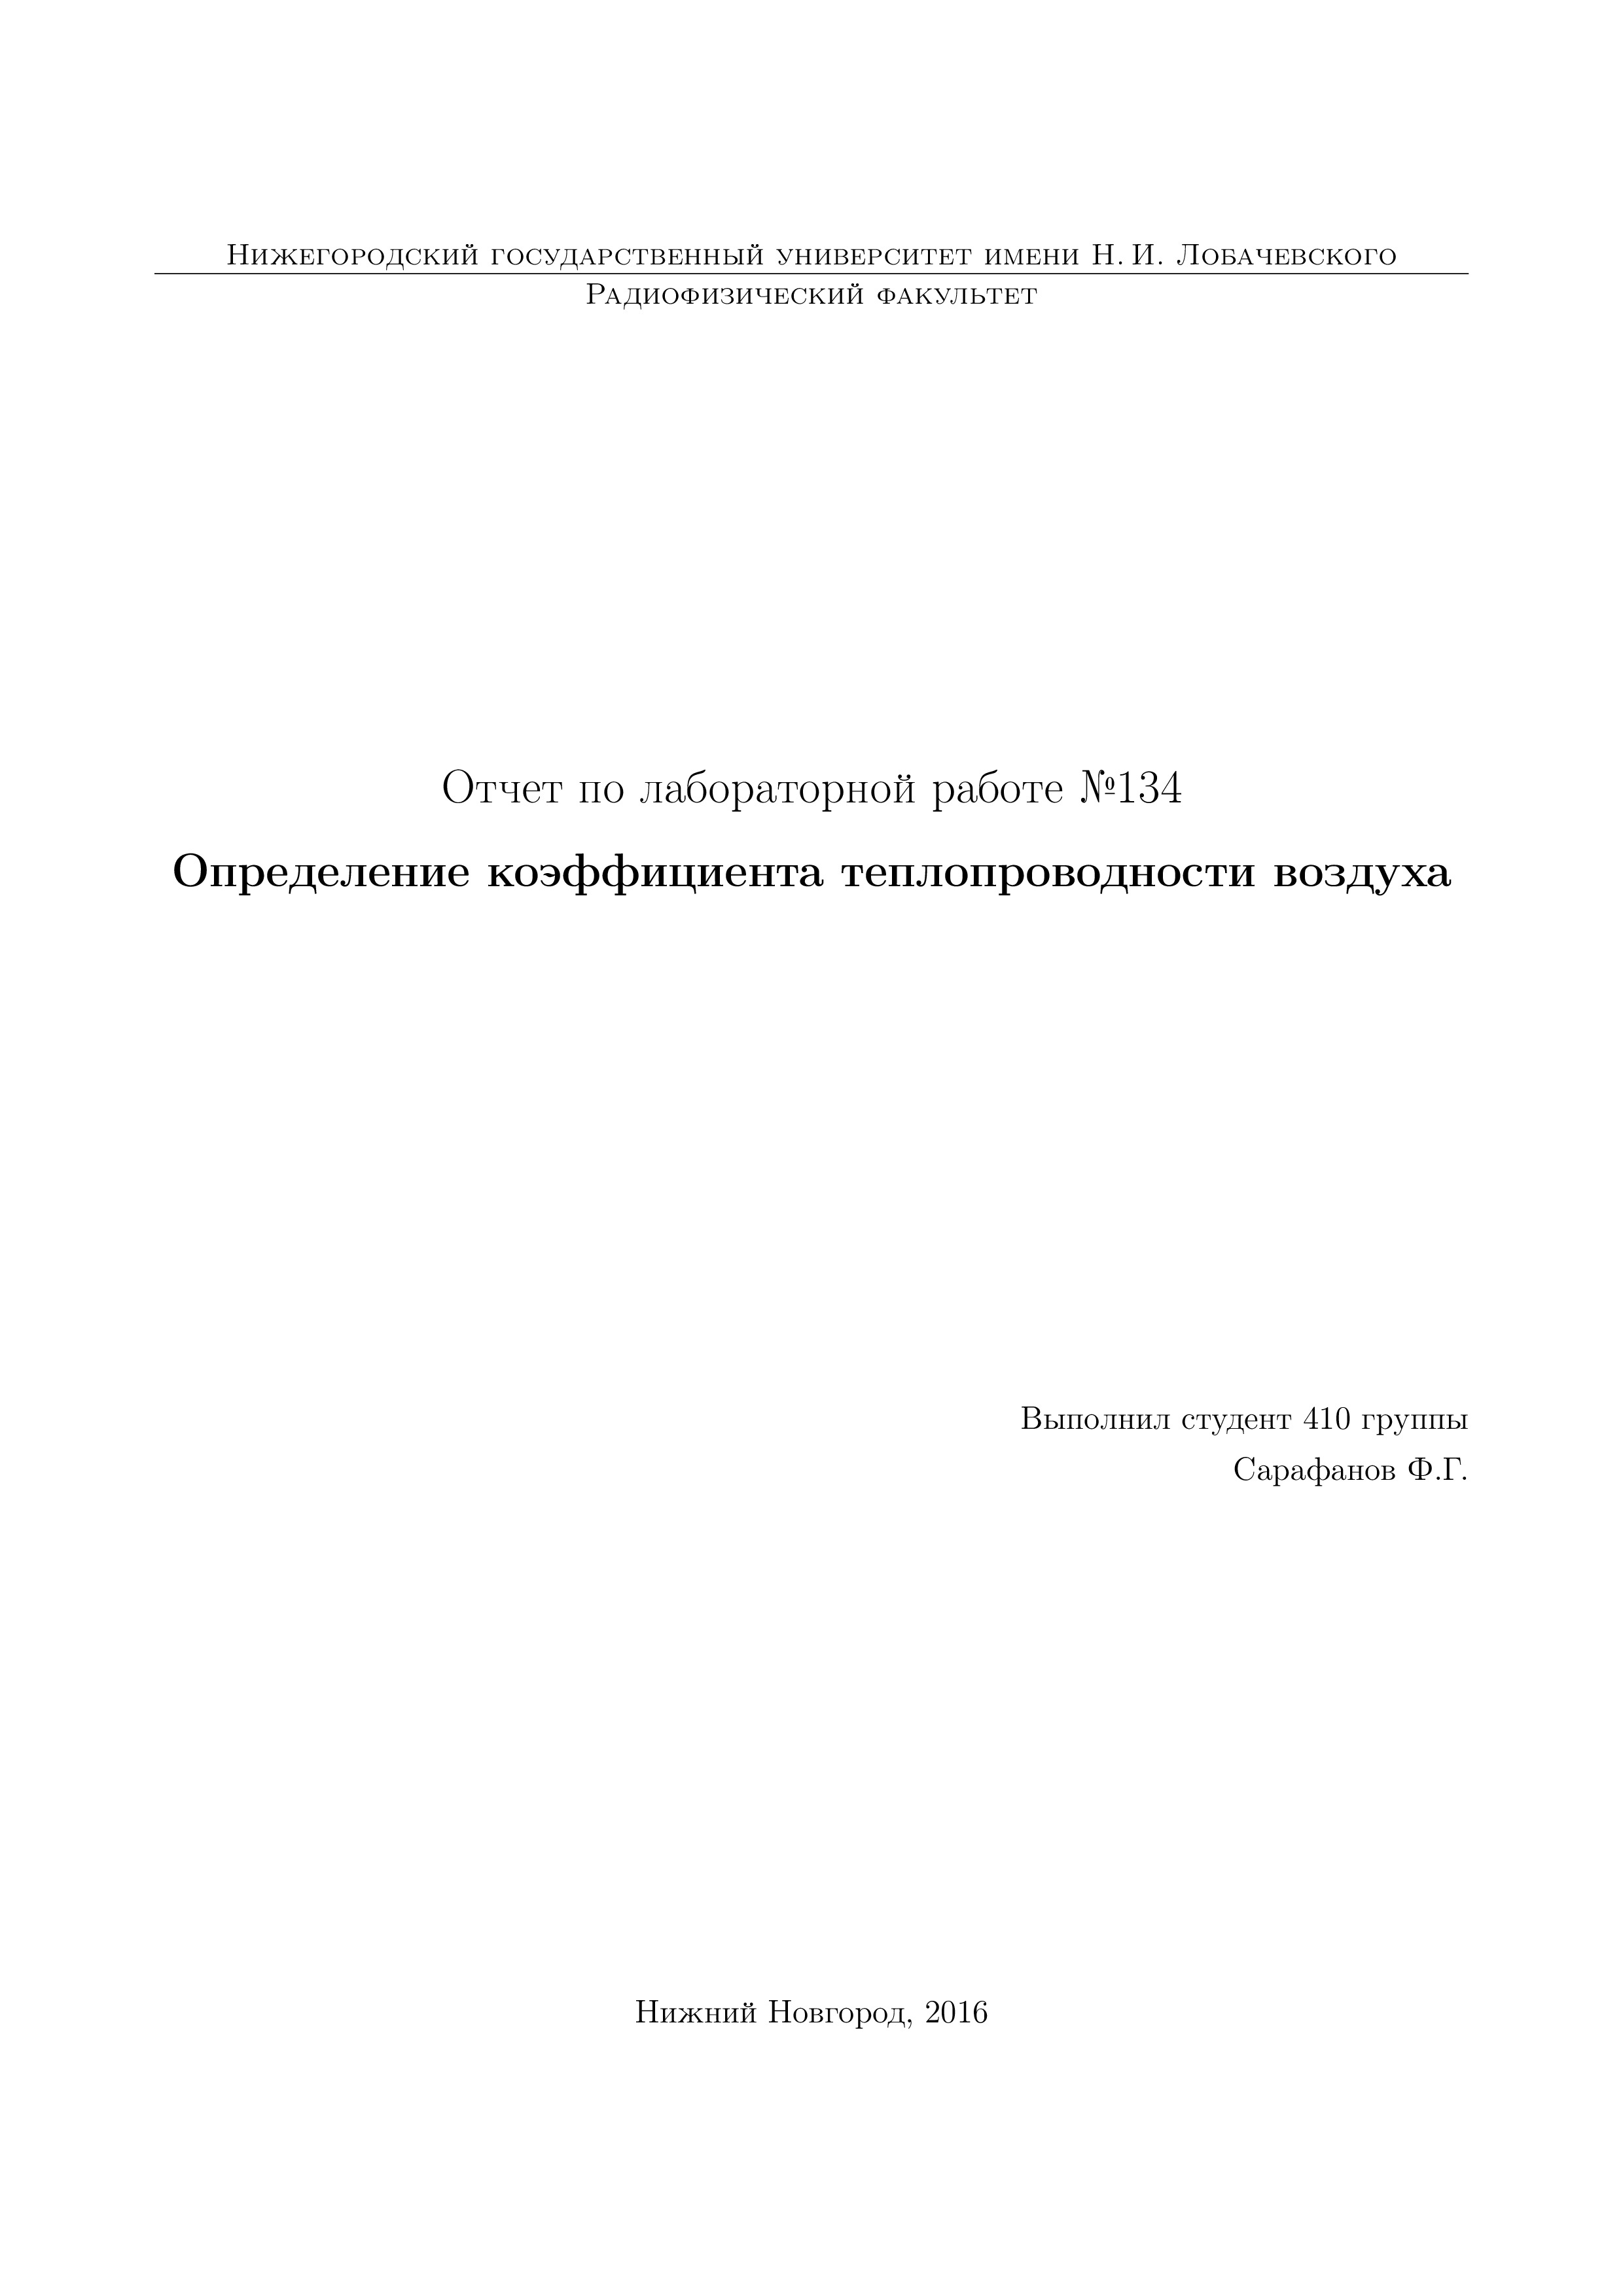 Нижегородский государственный университет имени Н. И. Лобачевского
Радиофизический факультет
Отчет по лабораторной работе №134
Определение коэффициента теплопроводности воздуха
Выполнил студент 410 группы
Сарафанов Ф.Г.
Нижний Новгород, 2016